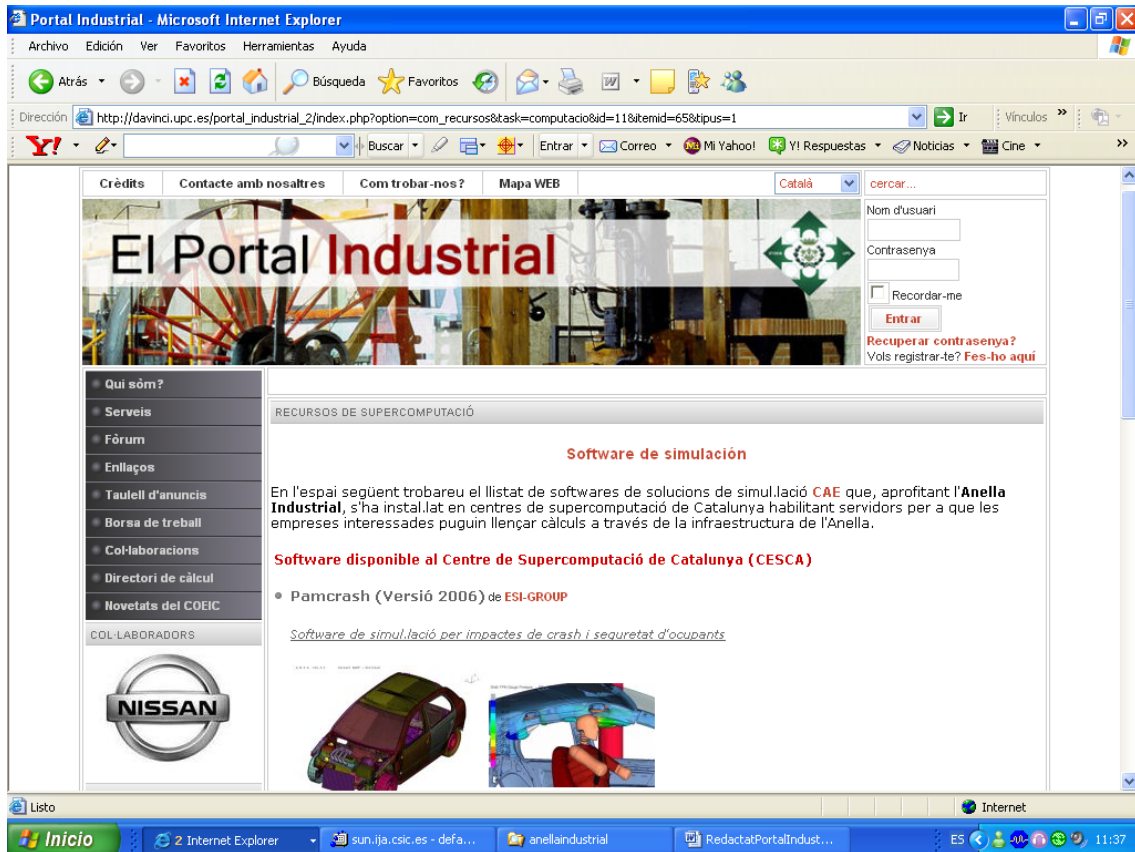 Portal Industrial - Microsoft Internet Explorer
Archivo Edición Ver Favoritos Herramientas Ayuda
Atrás Búsqueda Favoritos
Dirección http://davinci.upc.es/portal_industrial_2/index.php?option=com_recursos&task=computacio&id=11&itemid=65&tipus=1 Ir Vínculos »
Y! Buscar Entrar Correo Mi Yahoo! Y! Respuestas Noticias Cine »
Crèdits Contacte amb nosaltres Com trobar-nos? Mapa WEB Català cercar...
El Portal Industrial
Nom d'usuari
Contrasenya
Recordar-me
Entrar
Recuperar contrasenya?
Vols registrar-te? Fes-ho aquí
Qui sòm?
Serveis
Fòrum
Enllaços
Taulell d'anuncis
Borsa de treball
Col·laboracions
Directori de càlcul
Novetats del COEIC
COL·LABORADORS
NISSAN
RECURSOS DE SUPERCOMPUTACIÓ
Software de simulación
En l'espai següent trobareu el llistat de softwares de solucions de simul.lació CAE que, aprofitant l'Anella
Industrial, s'ha instal.lat en centres de supercomputació de Catalunya habilitant servidors per a que les
empreses interessades puguin llençar càlculs a través de la infraestructura de l'Anella.
Software disponible al Centre de Supercomputació de Catalunya (CESCA)
Pamcrash (Versió 2006) de ESI-GROUP
Software de simul.lació per impactes de crash i seguretat d'ocupants
Listo Internet
Inicio 2 Internet Explorer sun.ija.csic.es - defa... anellaindustrial RedactatPortalIndust... ES 11:37